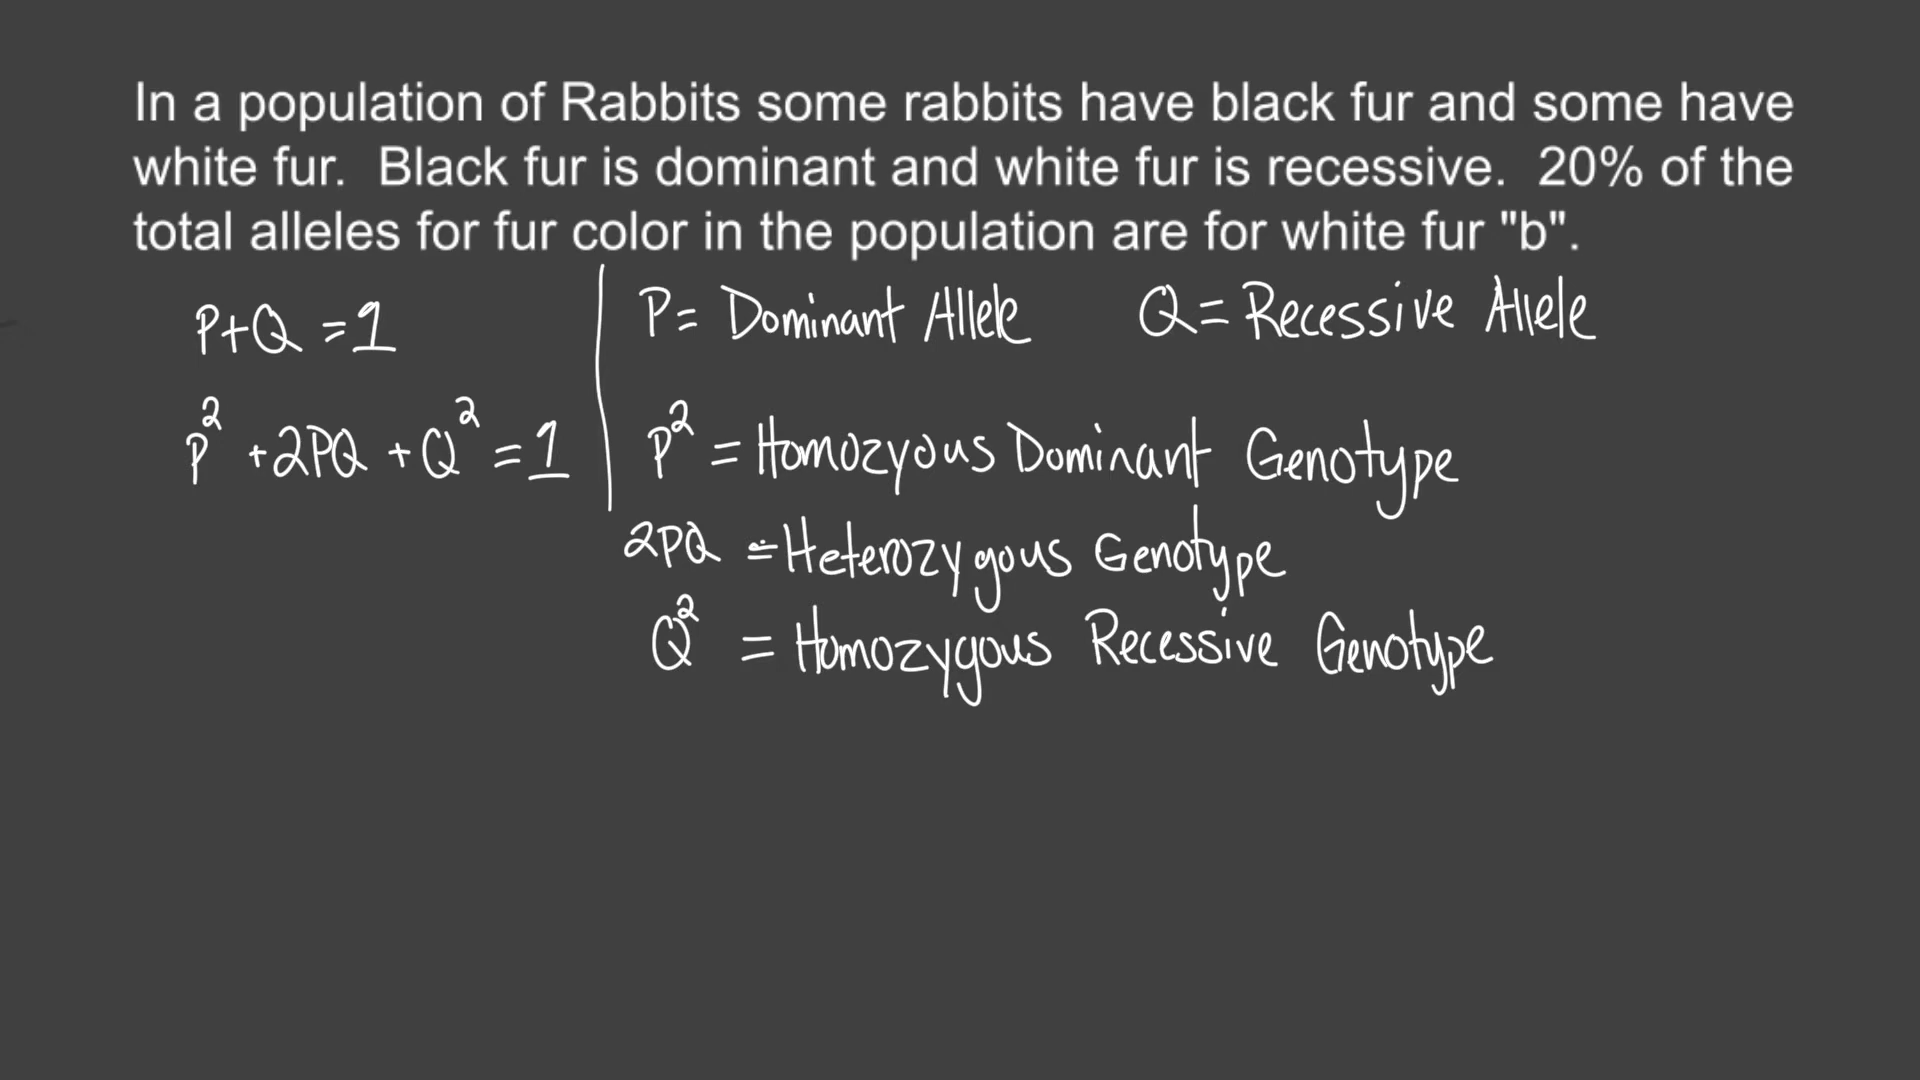 In a population of Rabbits some rabbits have black fur and some have
white fur.  Black fur is dominant and white fur is recessive.  20% of the
total alleles for fur color in the population are for white fur "b".
P+Q = 1
P = Dominant Allele
Q = Recessive Allele
P² + 2PQ + Q² = 1
P² = Homozyous Dominant Genotype
2PQ = Heterozygous Genotype
Q² = Homozygous Recessive Genotype